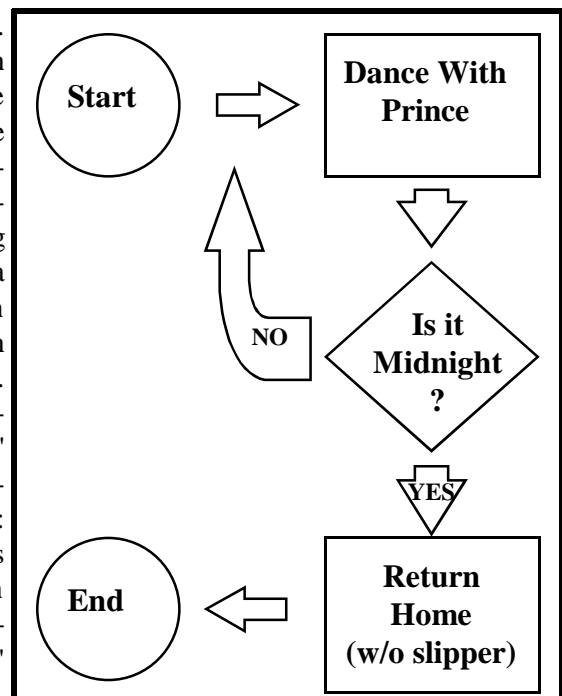 Start
Dance With
Prince
Is it
Midnight
?
NO
YES
Return
Home
(w/o slipper)
End